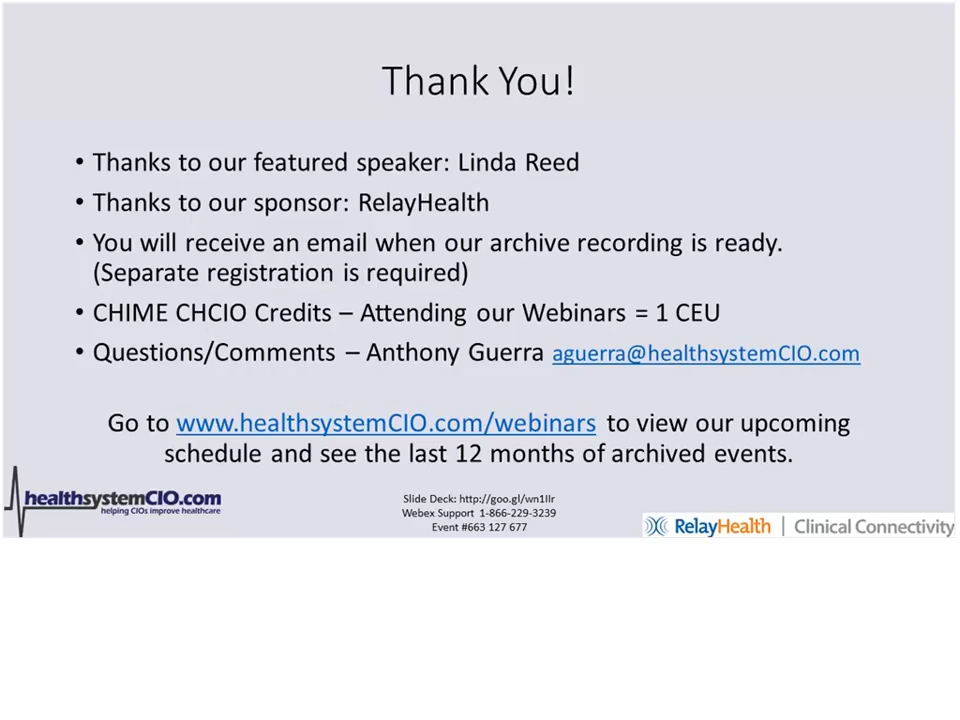 Thank You!
• Thanks to our featured speaker: Linda Reed
• Thanks to our sponsor: RelayHealth
• You will receive an email when our archive recording is ready.
(Separate registration is required)
• CHIME CHCIO Credits – Attending our Webinars = 1 CEU
• Questions/Comments – Anthony Guerra aguerra@healthsystemCIO.com
Go to www.healthsystemCIO.com/webinars to view our upcoming
schedule and see the last 12 months of archived events.
healthsystemCIO.com
helping CIOs improve healthcare
Slide Deck: http://goo.gl/wn1lIr
Webex Support 1-866-229-3239
Event #663 127 677
RelayHealth | Clinical Connectivity